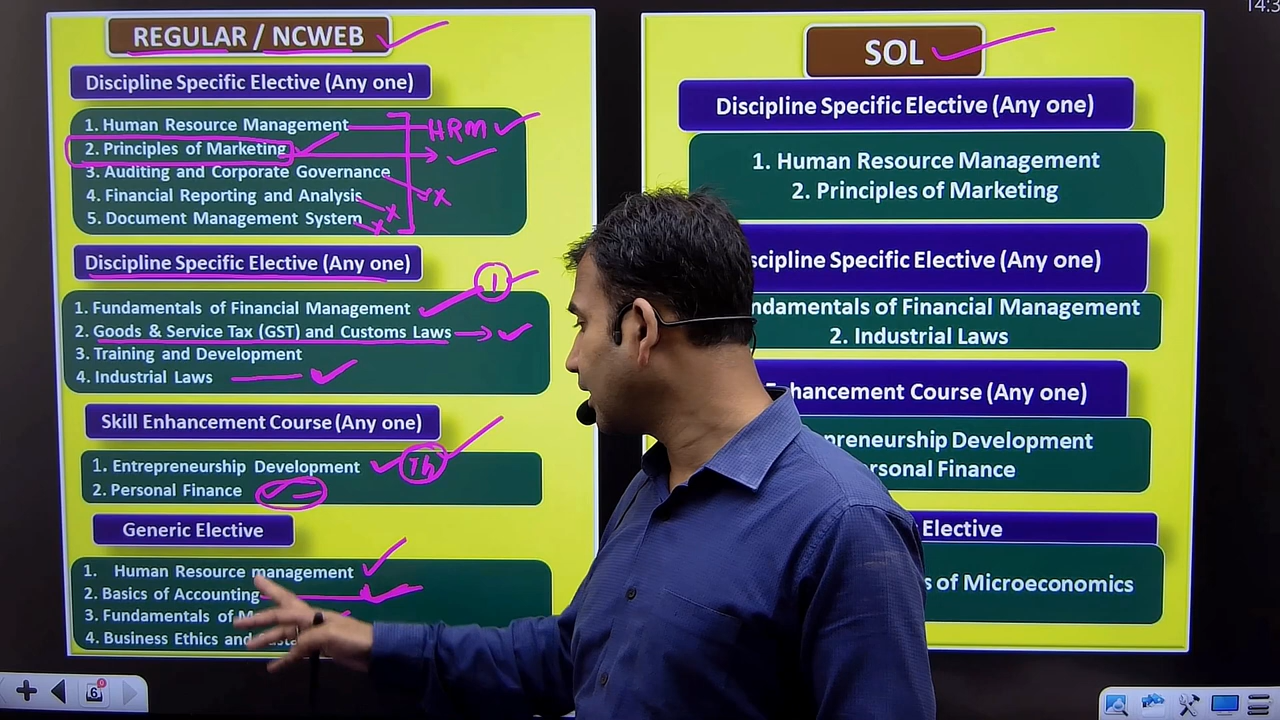 14:3
REGULAR / NCWEB
Discipline Specific Elective (Any one)
1. Human Resource Management
HRM
2. Principles of Marketing
3. Auditing and Corporate Governance
4. Financial Reporting and Analysis
5. Document Management System
Discipline Specific Elective (Any one)
1
1. Fundamentals of Financial Management
2. Goods & Service Tax (GST) and Customs Laws
3. Training and Development
4. Industrial Laws
Skill Enhancement Course (Any one)
1. Entrepreneurship Development
2. Personal Finance
Generic Elective
1. Human Resource management
2. Basics of Accounting
3. Fundamentals of
4. Business Ethics and
6
SOL
Discipline Specific Elective (Any one)
1. Human Resource Management
2. Principles of Marketing
Specific Elective (Any one)
of Financial Management
2. Industrial Laws
Course (Any one)
Development
Finance
Elective
of Microeconomics